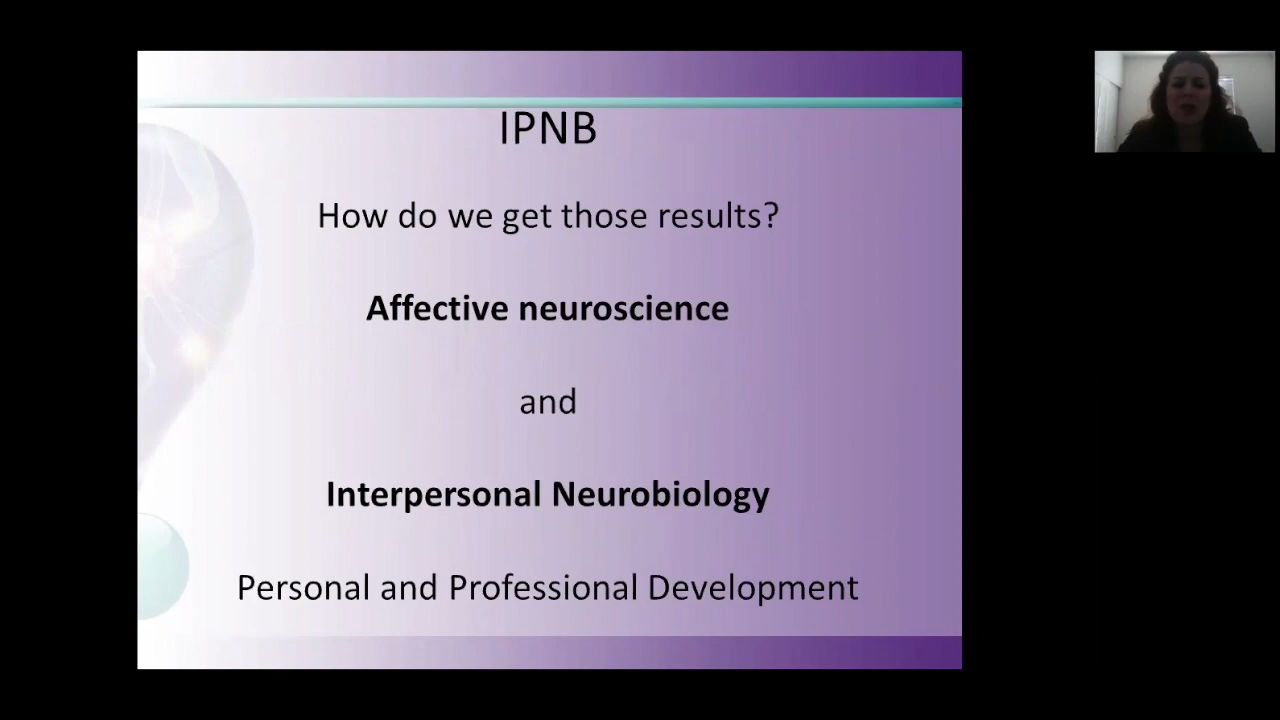 IPNB
How do we get those results?
Affective neuroscience
and
Interpersonal Neurobiology
Personal and Professional Development